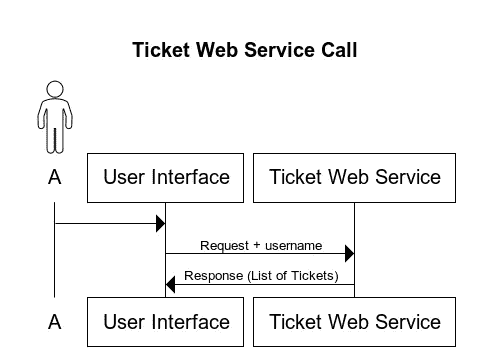 Ticket Web Service Call
A
User Interface
Ticket Web Service
Request + username
Response (List of Tickets)
A
User Interface
Ticket Web Service